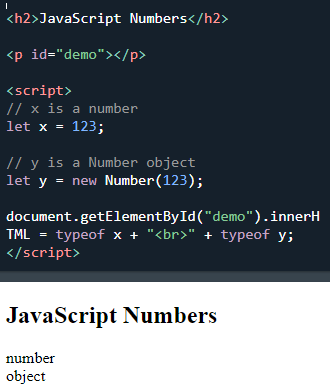 <h2>JavaScript Numbers</h2>
<p id="demo"></p>
<script>
// x is a number
let x = 123;
// y is a Number object
let y = new Number(123);
document.getElementById("demo").innerH
TML = typeof x + "<br>" + typeof y;
</script>
JavaScript Numbers
number
object